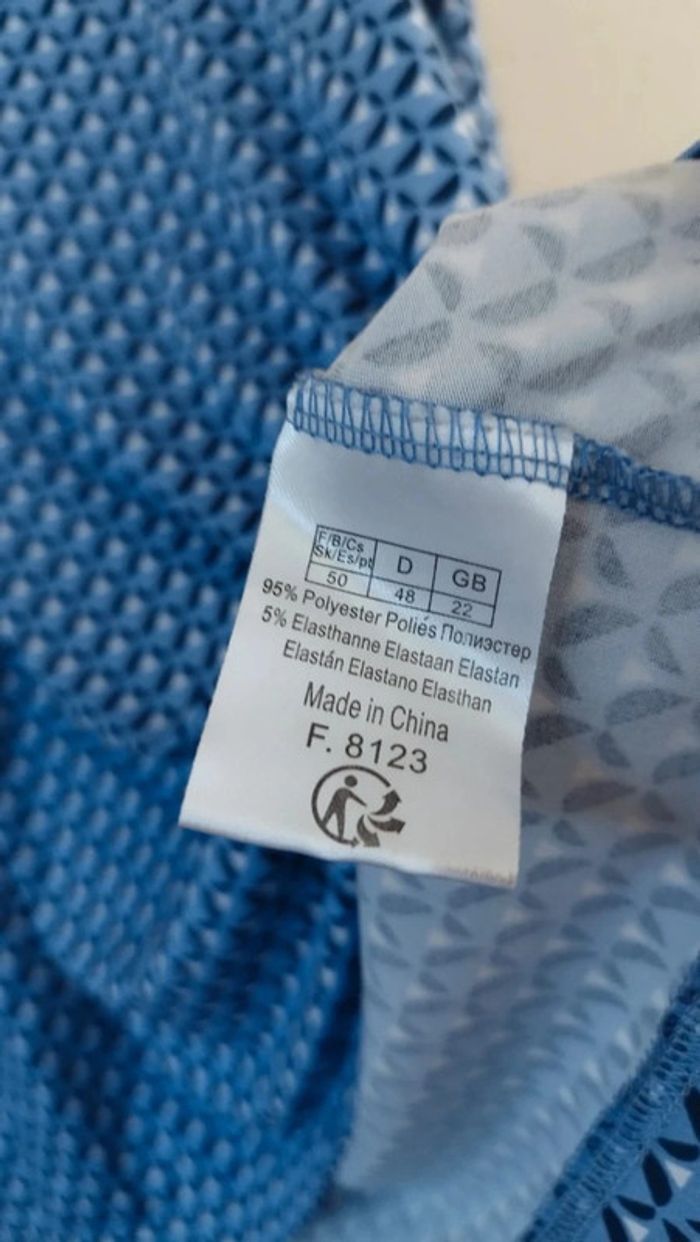 F/B/Cs
Sk/Es/pt
D
GB
50
48
22
95% Polyester Poliés Полиэстер
5% Elasthanne Elastaan Elastan
Elastán Elastano Elasthan
Made in China
F. 8123